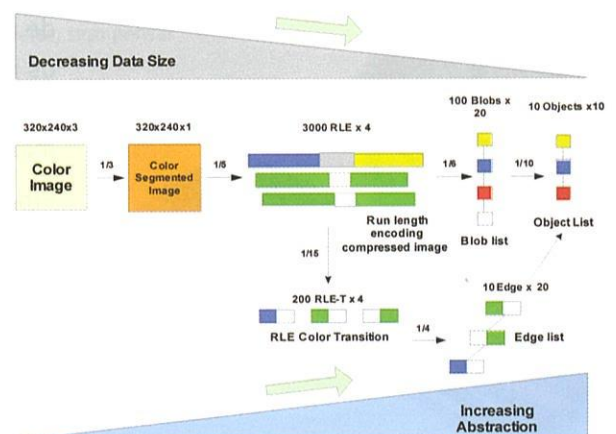 Decreasing Data Size
320x240x3
320x240x1
3000 RLE x 4
100 Blobs x
20
10 Objects x10
Color
Image
1/3
Color
Segmented
Image
1/5
1/6
1/10
Run length
encoding
compressed image
Blob list
Object List
1/15
200 RLE-T x 4
RLE Color Transition
1/4
10 Edge x 20
Edge list
Increasing
Abstraction